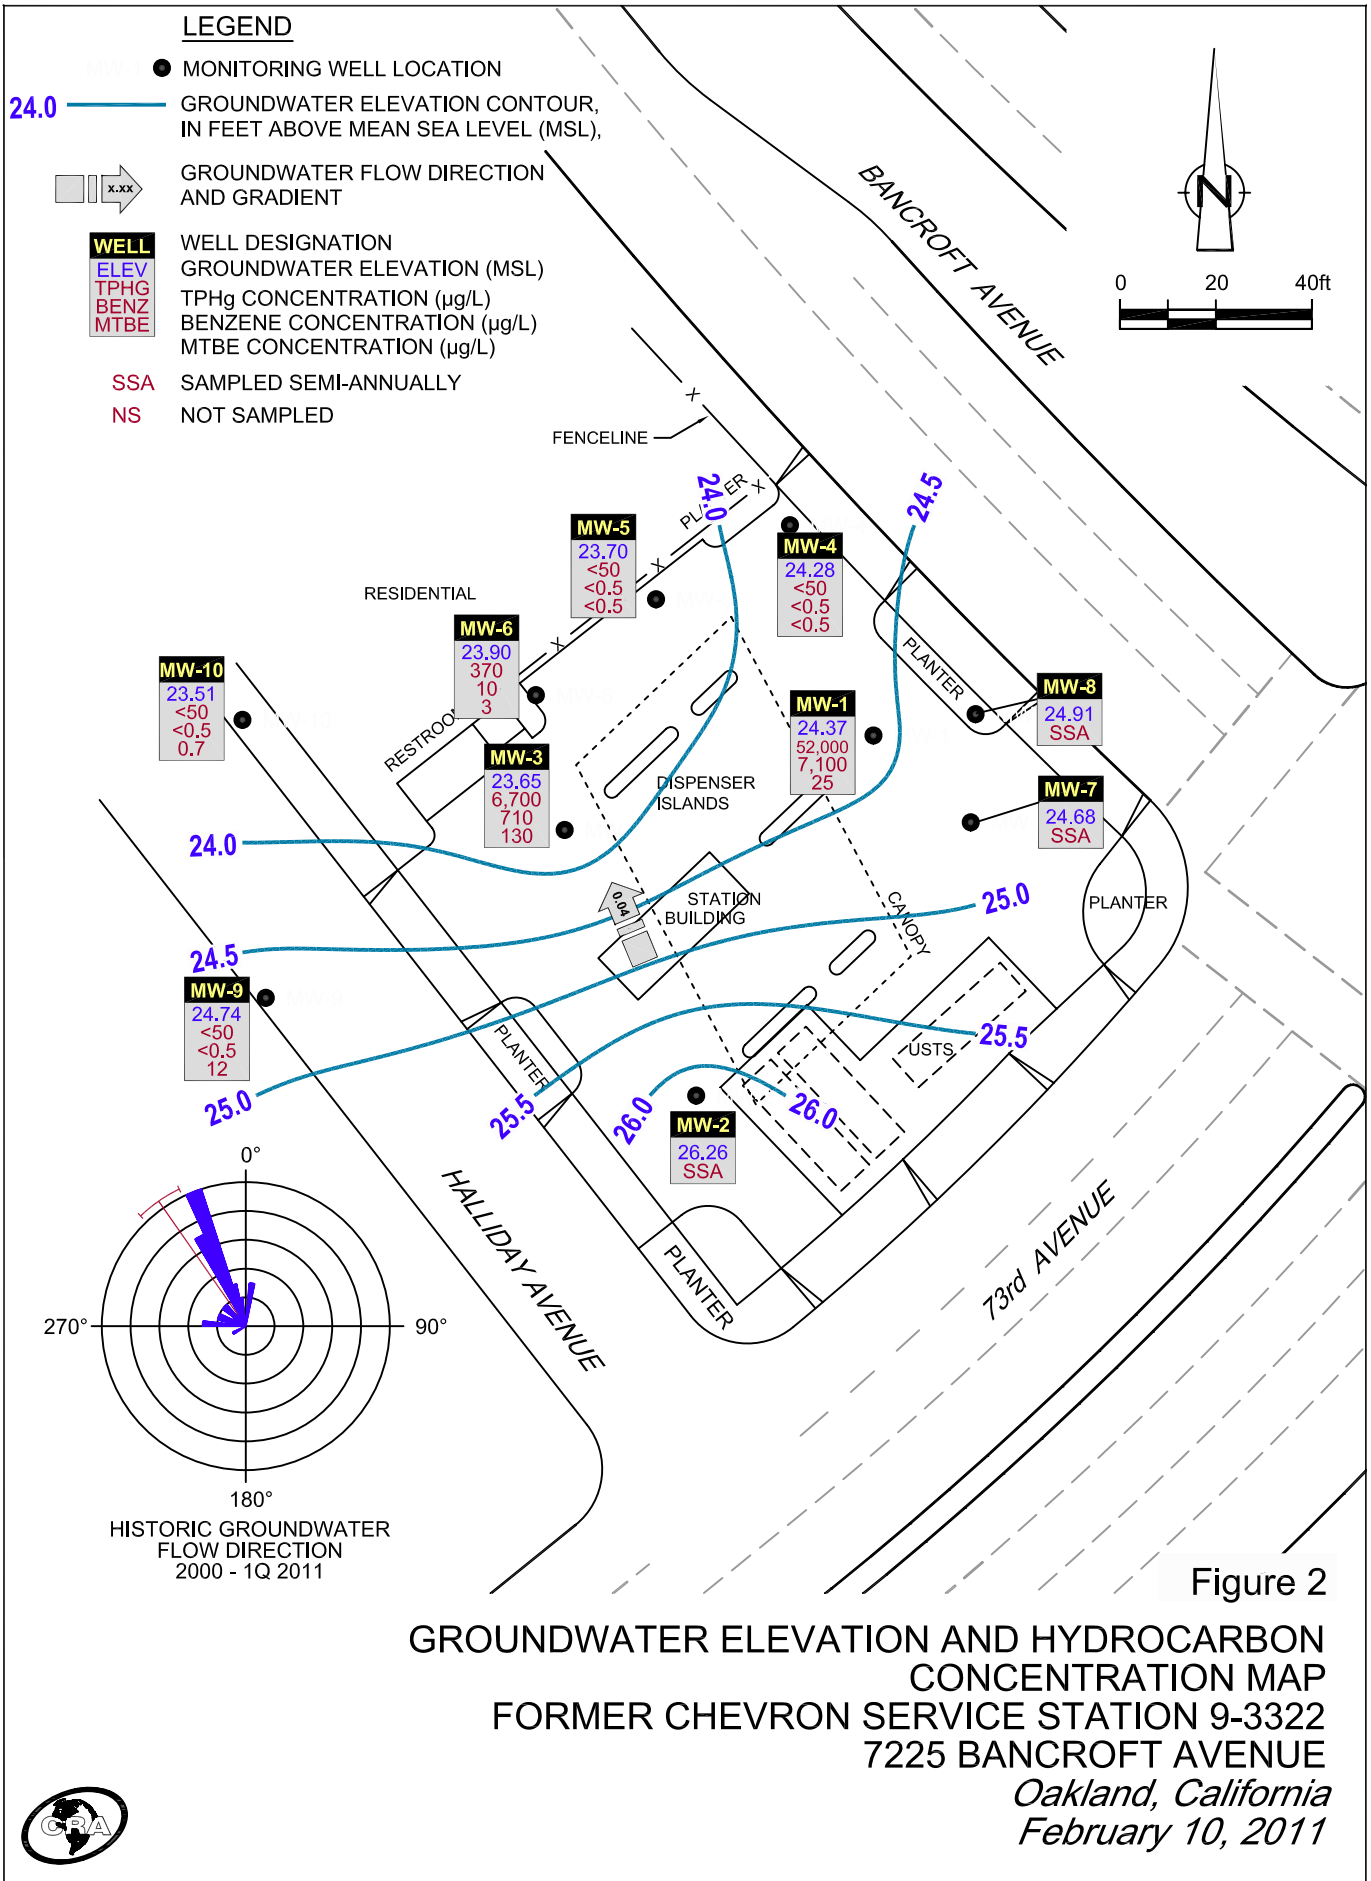 LEGEND
MONITORING WELL LOCATION
24.0
GROUNDWATER ELEVATION CONTOUR,
IN FEET ABOVE MEAN SEA LEVEL (MSL),
x.xx
GROUNDWATER FLOW DIRECTION
AND GRADIENT
WELL
WELL DESIGNATION
ELEV
GROUNDWATER ELEVATION (MSL)
TPHG
TPHg CONCENTRATION (µg/L)
BENZ
BENZENE CONCENTRATION (µg/L)
MTBE
MTBE CONCENTRATION (µg/L)
SSA SAMPLED SEMI-ANNUALLY
NS NOT SAMPLED
N
0 20 40ft
BANCROFT AVENUE
FENCELINE
X
X
X
X
24.0
24.5
MW-5
23.70
<50
<0.5
<0.5
MW-4
24.28
<50
<0.5
<0.5
RESIDENTIAL
MW-6
23.90
370
10
3
MW-10
23.51
<50
<0.5
0.7
PLANTER
MW-8
24.91
SSA
MW-1
24.37
52,000
7,100
25
MW-3
23.65
6,700
710
130
DISPENSER
ISLANDS
MW-7
24.68
SSA
24.0
24.5
0.04
STATION
BUILDING
CANOPY
25.0
PLANTER
MW-9
24.74
<50
<0.5
12
PLANTER
USTS
25.5
25.0
25.5
26.0
26.0
MW-2
26.26
SSA
HALLIDAY AVENUE
PLANTER
73rd AVENUE
0°
270°
90°
180°
HISTORIC GROUNDWATER
FLOW DIRECTION
2000 - 1Q 2011
Figure 2
GROUNDWATER ELEVATION AND HYDROCARBON
CONCENTRATION MAP
FORMER CHEVRON SERVICE STATION 9-3322
7225 BANCROFT AVENUE
Oakland, California
February 10, 2011
CRA